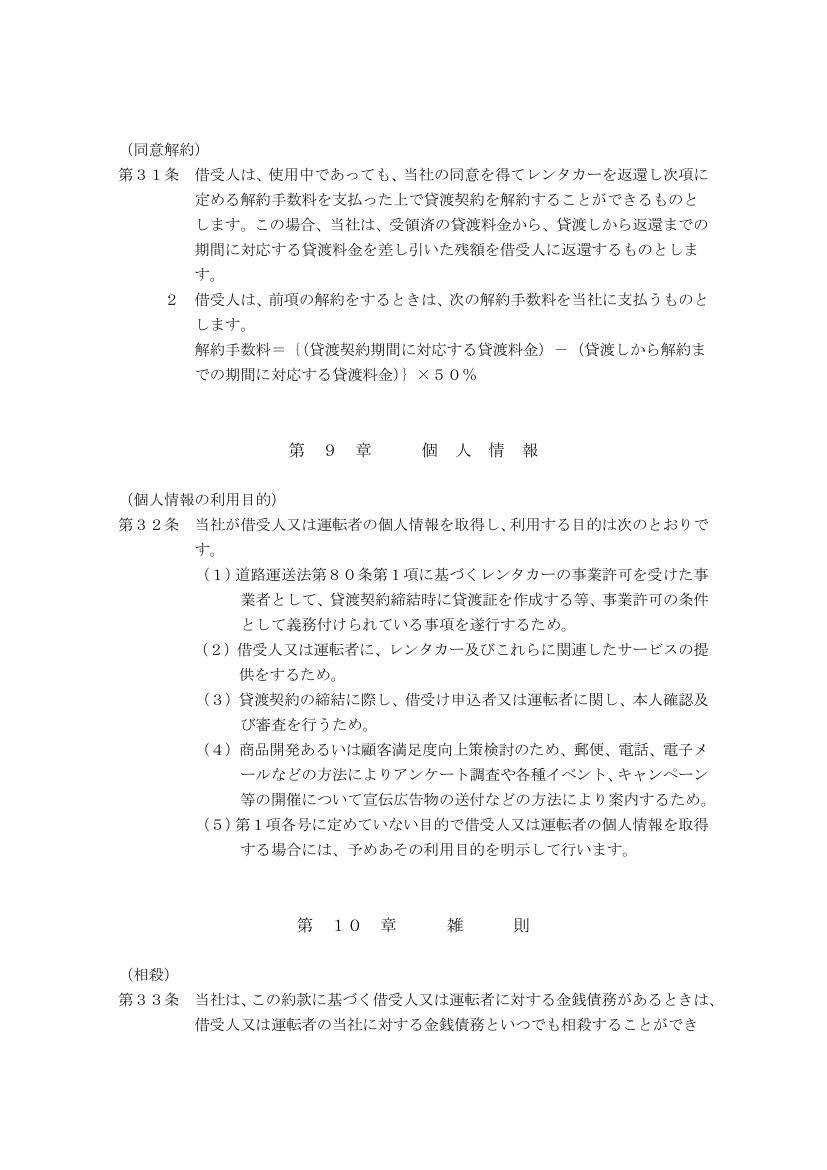 （同意解約）
第３１条　借受人は、使用中であっても、当社の同意を得てレンタカーを返還し次項に
定める解約手数料を支払った上で貸渡契約を解約することができるものと
します。この場合、当社は、受領済の貸渡料金から、貸渡しから返還までの
期間に対応する貸渡料金を差し引いた残額を借受人に返還するものとしま
す。
２　借受人は、前項の解約をするときは、次の解約手数料を当社に支払うものと
します。
解約手数料＝｛（貸渡契約期間に対応する貸渡料金）－（貸渡しから解約ま
での期間に対応する貸渡料金）｝×５０％
第　９　章　　　個　人　情　報
（個人情報の利用目的）
第３２条　当社が借受人又は運転者の個人情報を取得し、利用する目的は次のとおりで
す。
（１）道路運送法第８０条第１項に基づくレンタカーの事業許可を受けた事
業者として、貸渡契約締結時に貸渡証を作成する等、事業許可の条件
として義務付けられている事項を遂行するため。
（２）借受人又は運転者に、レンタカー及びこれらに関連したサービスの提
供をするため。
（３）貸渡契約の締結に際し、借受け申込者又は運転者に関し、本人確認及
び審査を行うため。
（４）商品開発あるいは顧客満足度向上策検討のため、郵便、電話、電子メ
ールなどの方法によりアンケート調査や各種イベント、キャンペーン
等の開催について宣伝広告物の送付などの方法により案内するため。
（５）第１項各号に定めていない目的で借受人又は運転者の個人情報を取得
する場合には、予めあその利用目的を明示して行います。
第　１０　章　　　雑　　　則
（相殺）
第３３条　当社は、この約款に基づく借受人又は運転者に対する金銭債務があるときは、
借受人又は運転者の当社に対する金銭債務といつでも相殺することができ